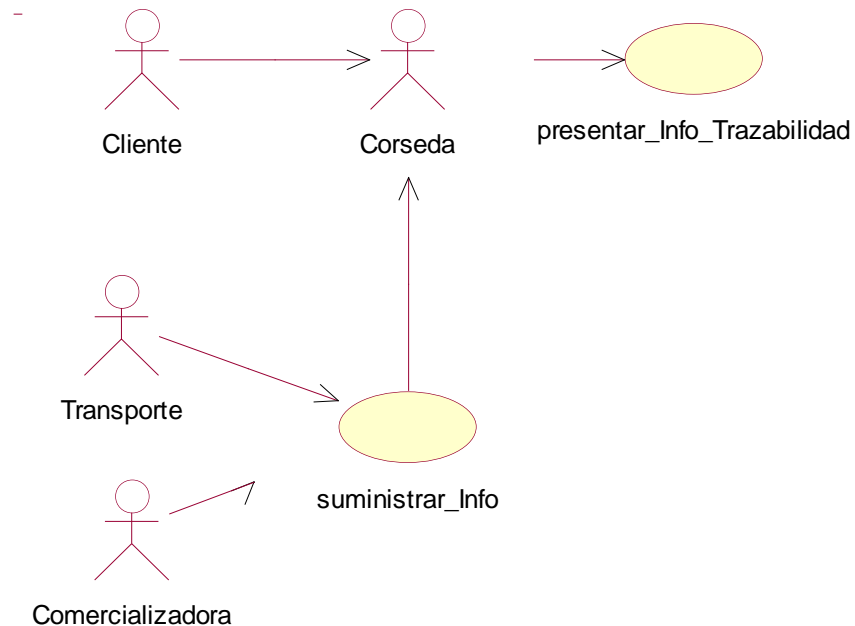 Cliente
Corseda
presentar_Info_Trazabilidad
Transporte
suministrar_Info
Comercializadora